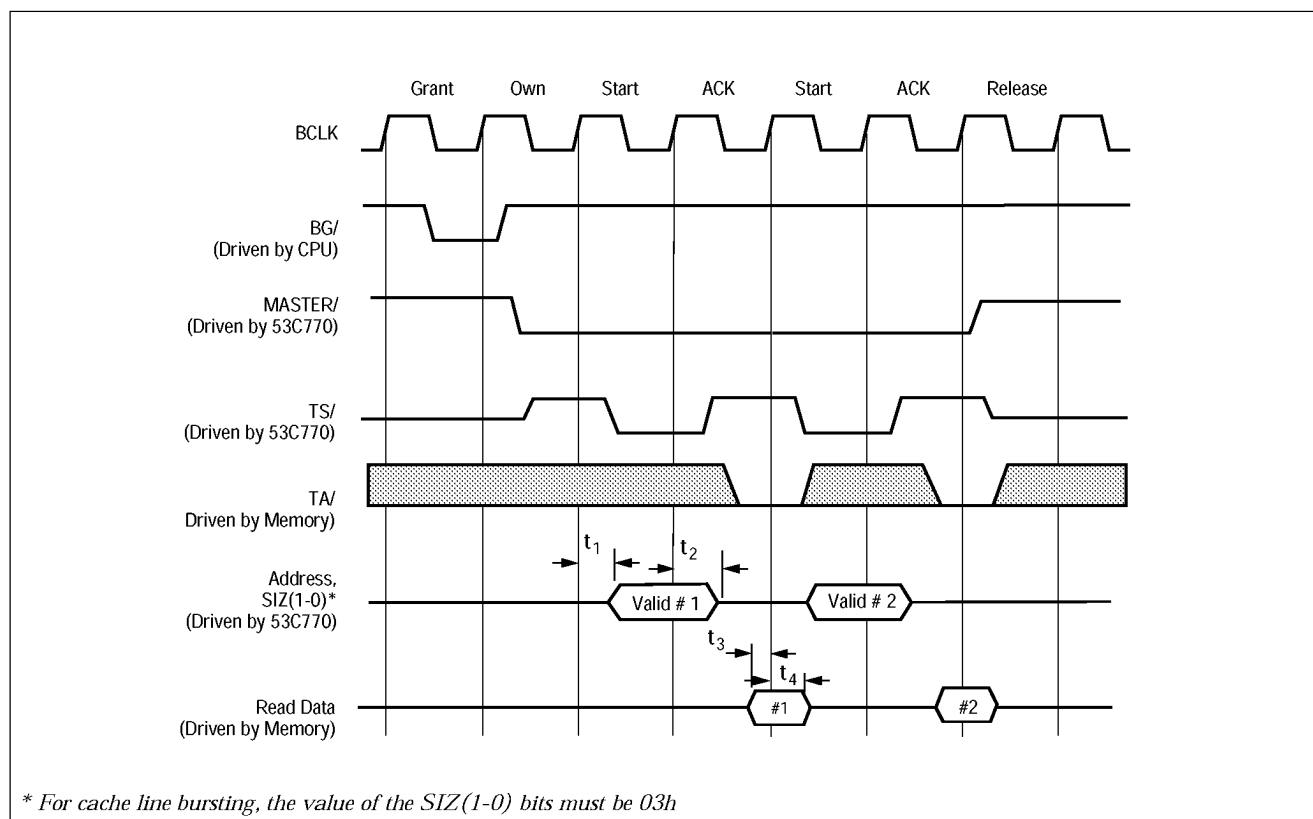 Grant Own Start ACK Start ACK Release
BCLK
BG/
(Driven by CPU)
MASTER/
(Driven by 53C770)
TS/
(Driven by 53C770)
TA/
Driven by Memory)
t1 t2
Address,
SIZ(1-0)*
(Driven by 53C770)
Valid # 1 Valid # 2
t3
t4
Read Data
(Driven by Memory)
#1 #2
* For cache line bursting, the value of the SIZ(1-0) bits must be 03h